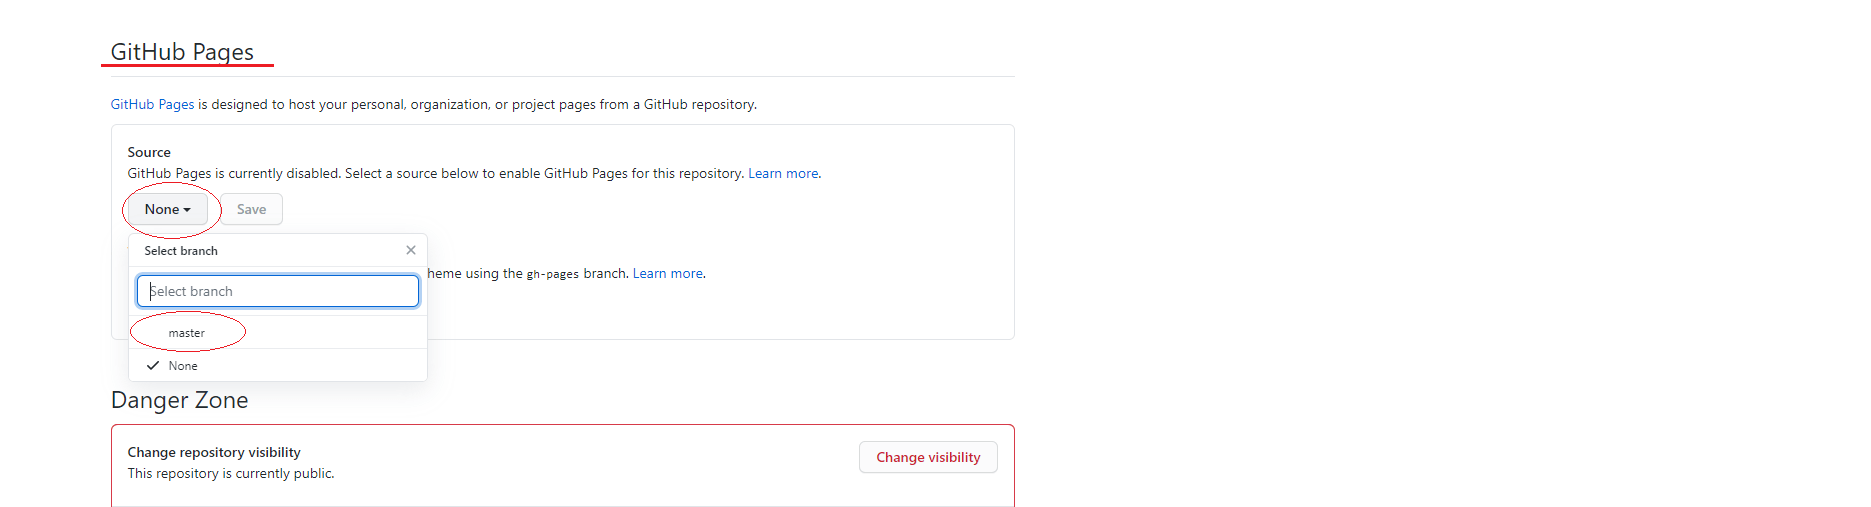 GitHub Pages
GitHub Pages is designed to host your personal, organization, or project pages from a GitHub repository.
Source
GitHub Pages is currently disabled. Select a source below to enable GitHub Pages for this repository. Learn more.
None Save
Select branch
heme using the gh-pages branch. Learn more.
Select branch
master
None
Danger Zone
Change repository visibility
Change visibility
This repository is currently public.